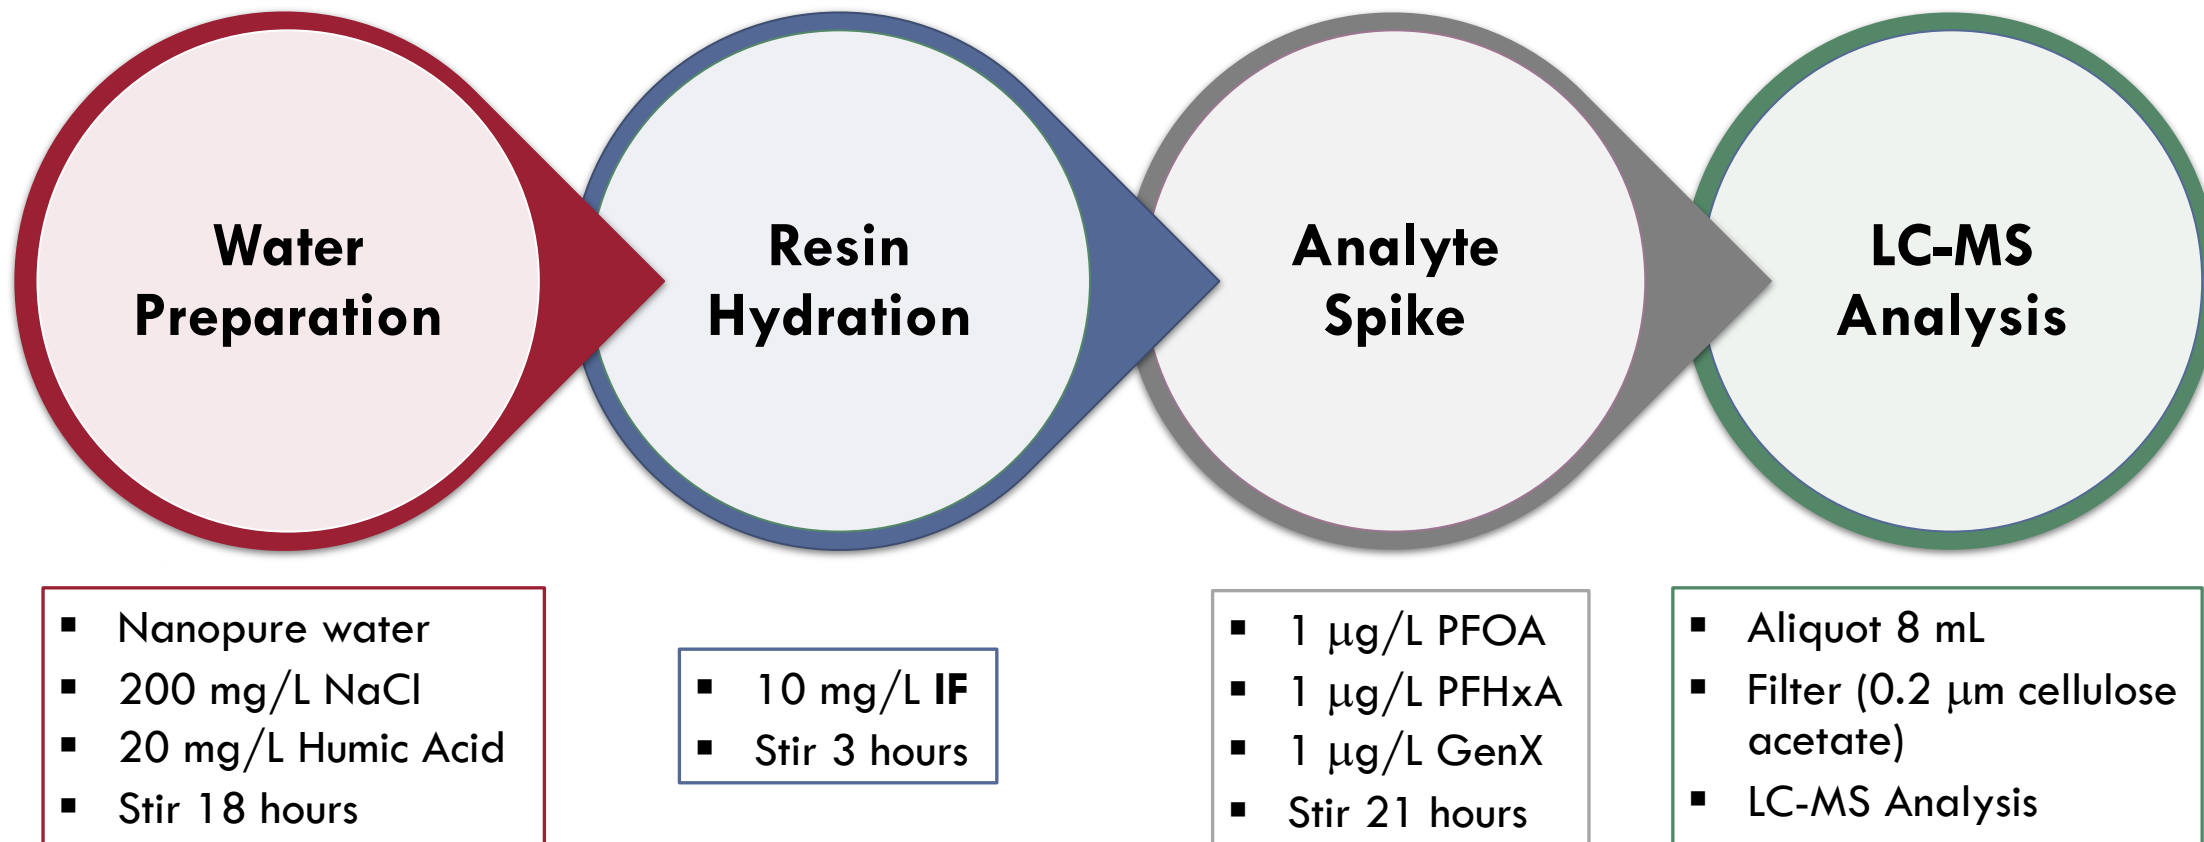 Water
Preparation
Resin
Hydration
Analyte
Spike
LC-MS
Analysis
▪ Nanopure water
▪ 200 mg/L NaCl
▪ 20 mg/L Humic Acid
▪ Stir 18 hours
▪ 10 mg/L IF
▪ Stir 3 hours
▪ 1 μg/L PFOA
▪ 1 μg/L PFHxA
▪ 1 μg/L GenX
▪ Stir 21 hours
▪ Aliquot 8 mL
▪ Filter (0.2 μm cellulose
acetate)
▪ LC-MS Analysis